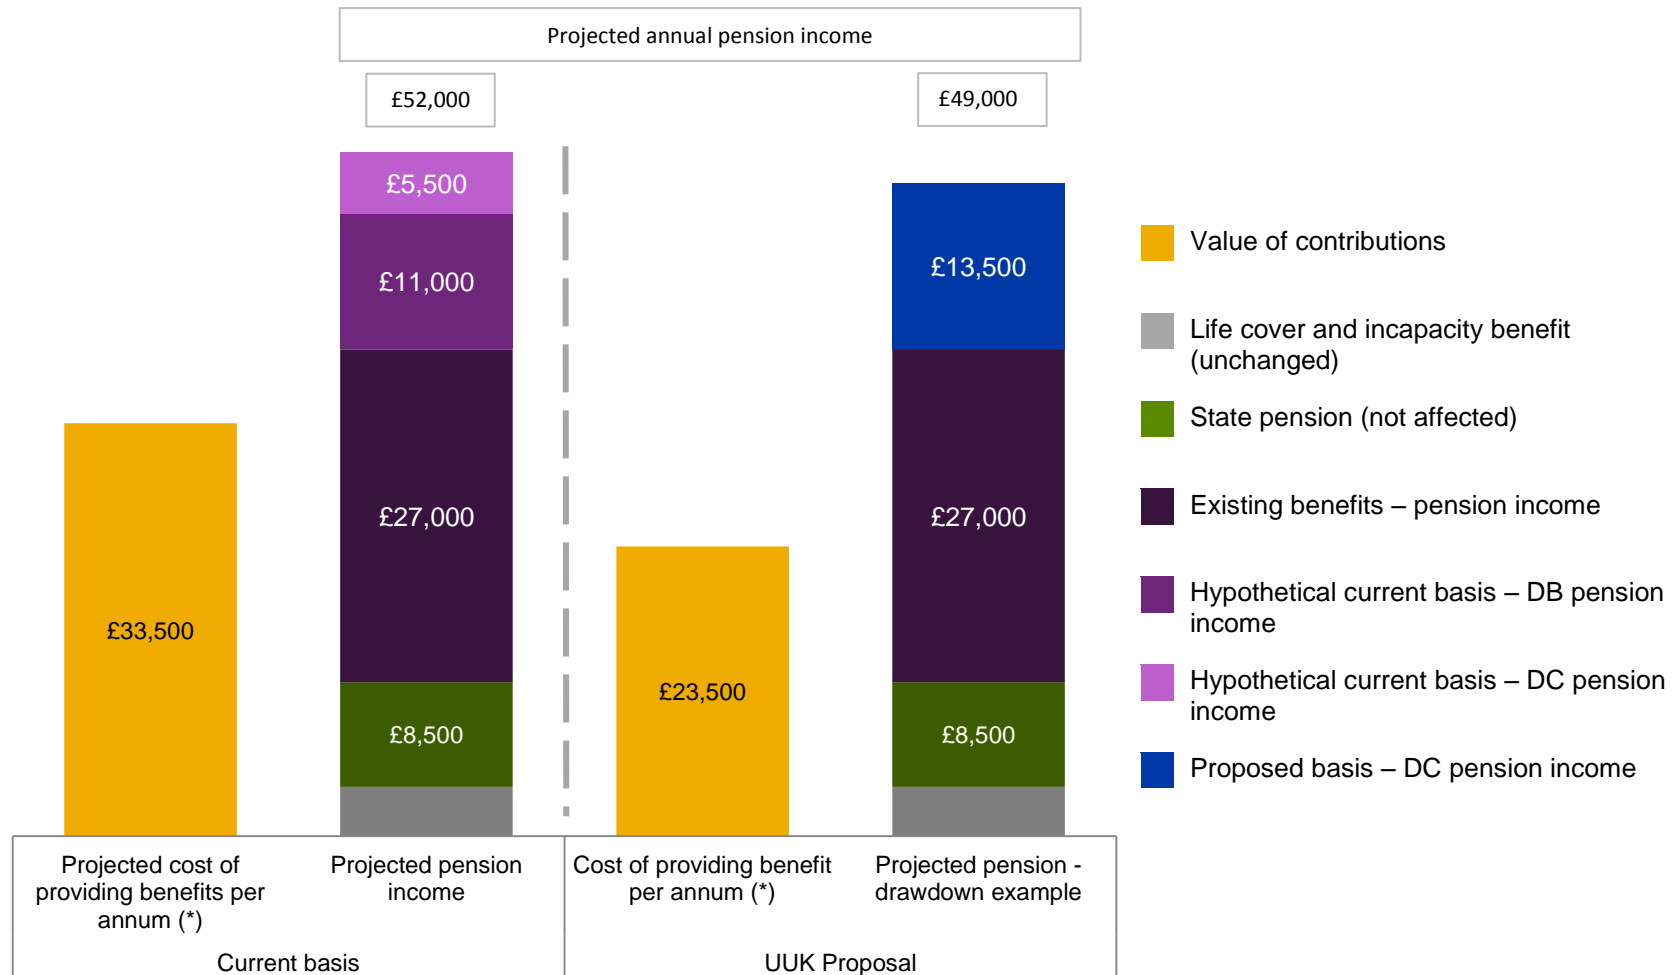 Projected annual pension income
£52,000
£49,000
£5,500
£11,000
£27,000
£8,500
£33,500
£13,500
£27,000
£8,500
£23,500
Value of contributions
Life cover and incapacity benefit
(unchanged)
State pension (not affected)
Existing benefits – pension income
Hypothetical current basis – DB pension
income
Hypothetical current basis – DC pension
income
Proposed basis – DC pension income
Projected cost of
providing benefits per
annum (*)
Projected pension
income
Cost of providing benefit
per annum (*)
Projected pension -
drawdown example
Current basis
UUK Proposal